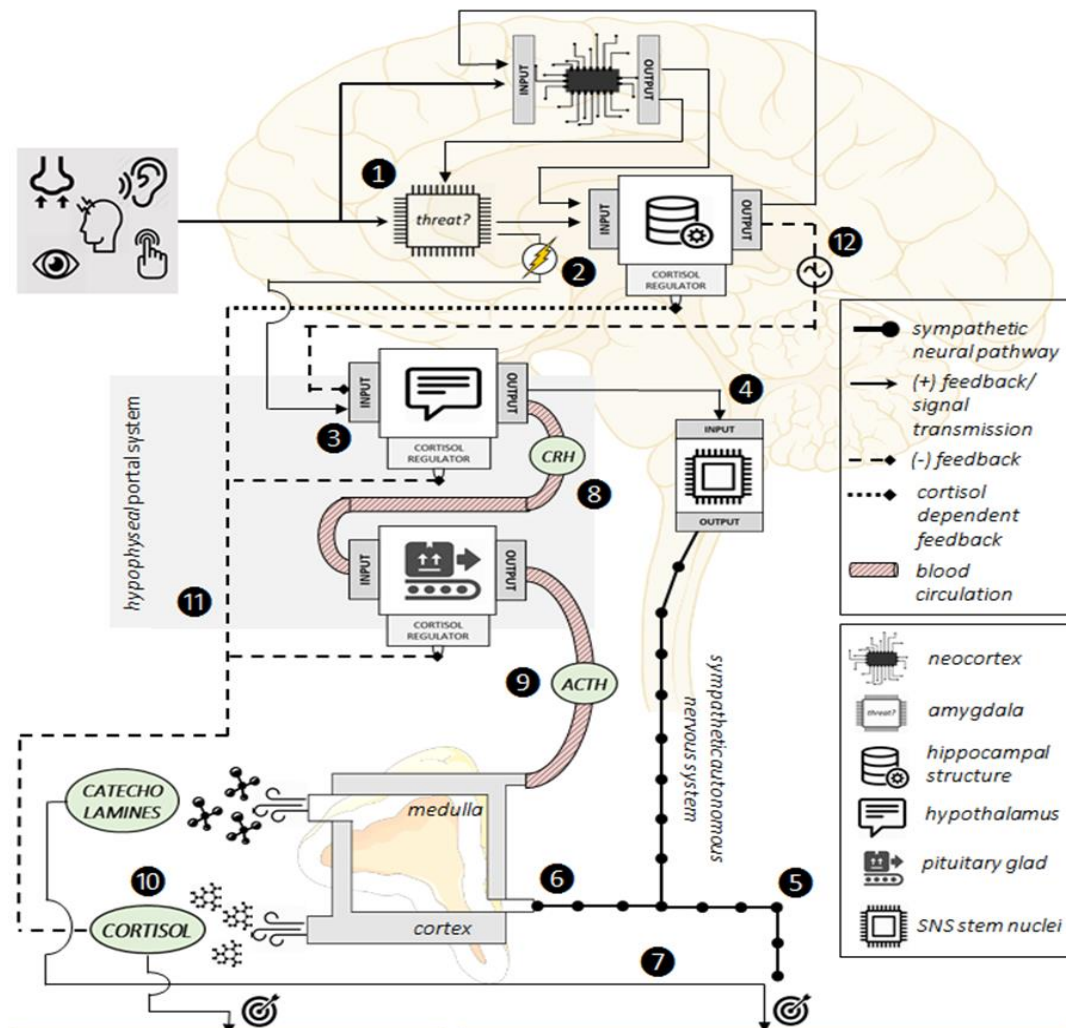 INPUT
OUTPUT
1
threat?
2
INPUT
OUTPUT
CORTISOL
REGULATOR
12
sympathetic
neural pathway
(+) feedback/
signal
transmission
(-) feedback
cortisol
dependent
feedback
blood
circulation
hypophyseal portal system
INPUT
OUTPUT
CORTISOL
REGULATOR
3
4
INPUT
OUTPUT
CRH
8
INPUT
OUTPUT
CORTISOL
REGULATOR
11
9
ACTH
sympathetic autonomous
nervous system
neocortex
threat?
amygdala
hippocampal
structure
hypothalamus
pituitary glad
SNS stem nuclei
CATECHO
LAMINES
medulla
cortex
10
CORTISOL
6
5
7